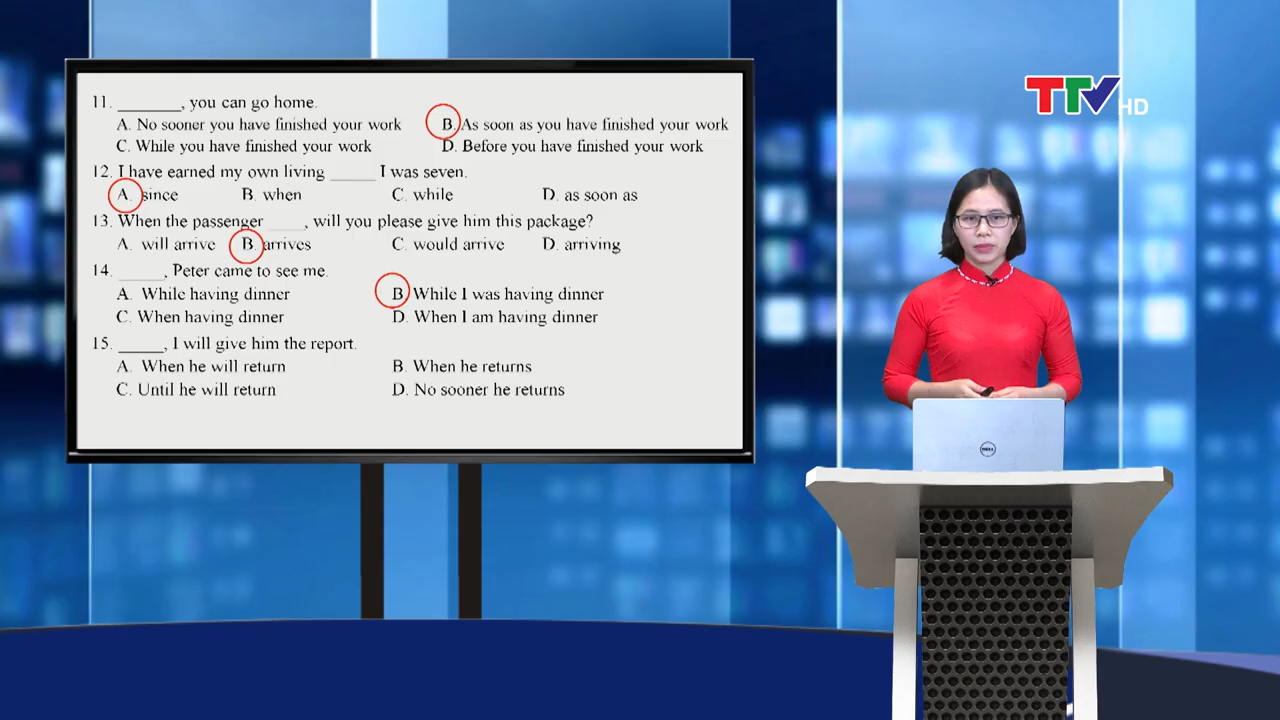 11. _______, you can go home.
A. No sooner you have finished your work B. As soon as you have finished your work
C. While you have finished your work D. Before you have finished your work
12. I have earned my own living _____ I was seven.
A. since B. when C. while D. as soon as
13. When the passenger ____, will you please give him this package?
A. will arrive B. arrives C. would arrive D. arriving
14. _____, Peter came to see me.
A. While having dinner B. While I was having dinner
C. When having dinner D. When I am having dinner
15. _____, I will give him the report.
A. When he will return B. When he returns
C. Until he will return D. No sooner he returns
TTV HD
DELL